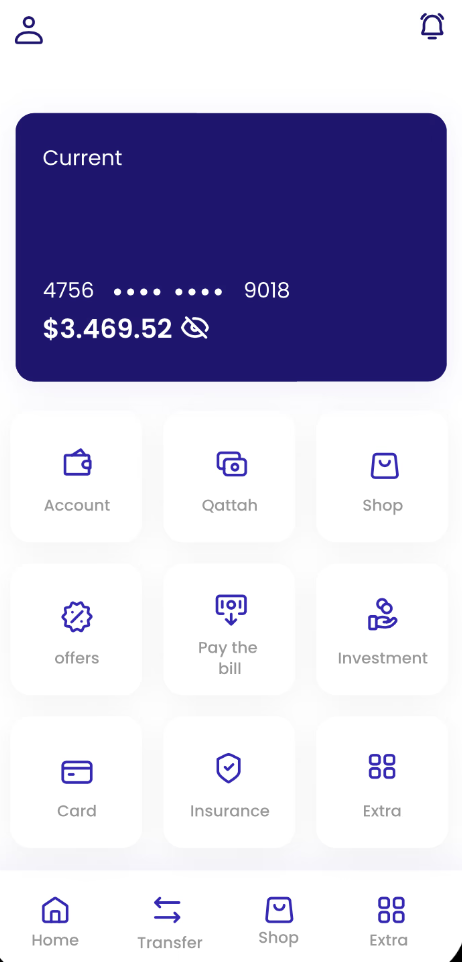 Current
4756 •••• •••• 9018
$3.469.52
Account
Qattah
Shop
offers
Pay the
bill
Investment
Card
Insurance
Extra
Home
Transfer
Shop
Extra